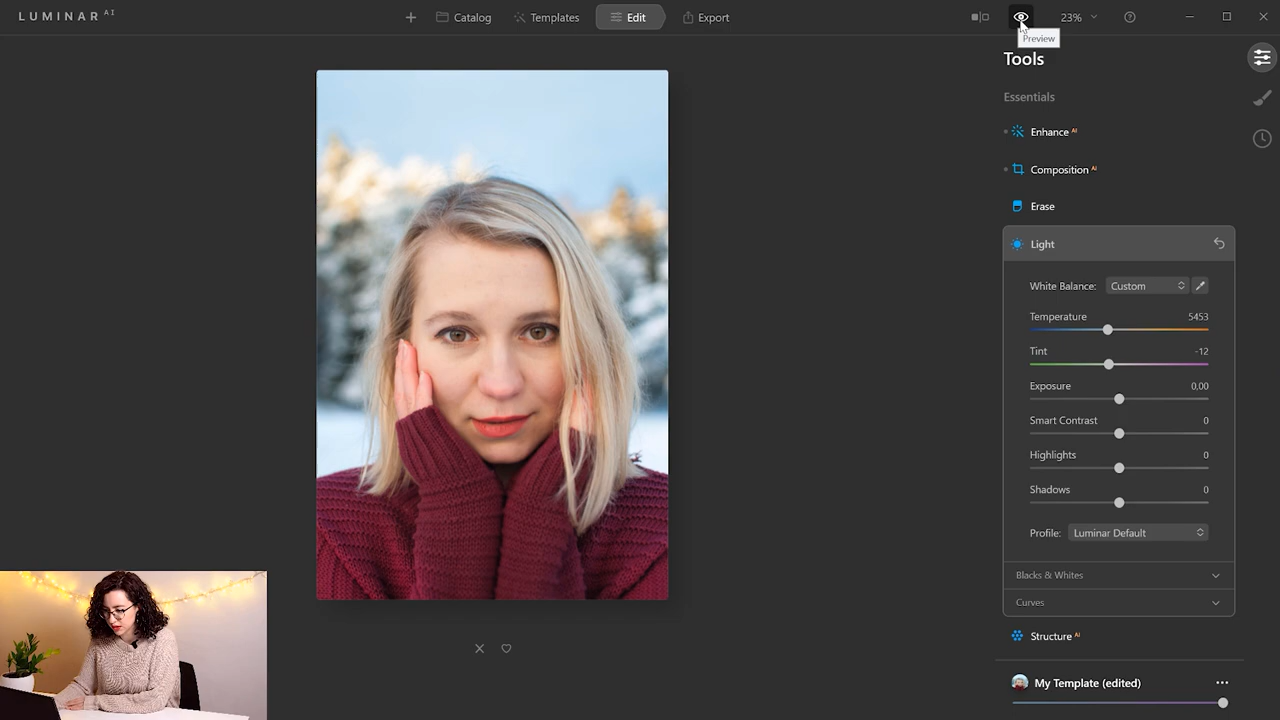 LUMINAR AI
Catalog
Templates
Edit
Export
23%
Preview
Tools
Essentials
Enhance AI
Composition AI
Erase
Light
White Balance: Custom
Temperature 5453
Tint -12
Exposure 0,00
Smart Contrast 0
Highlights 0
Shadows 0
Profile: Luminar Default
Blacks & Whites
Curves
Structure AI
My Template (edited)